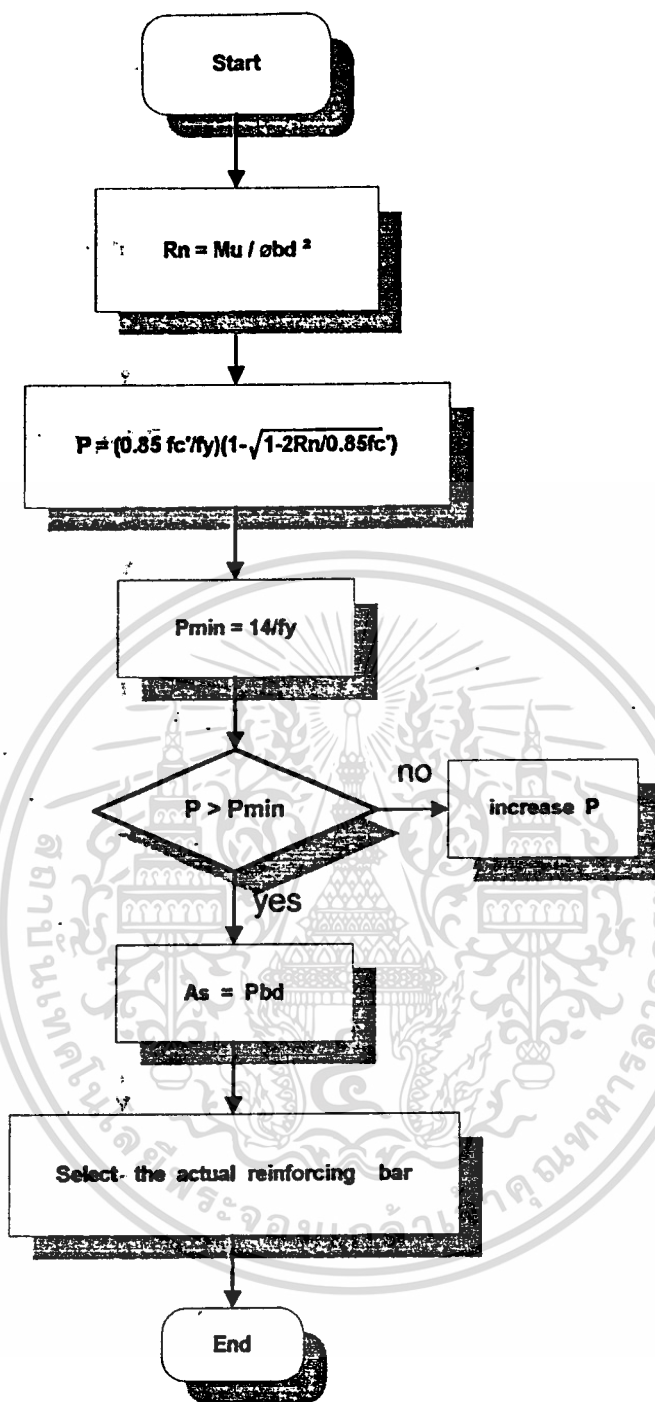 Start
Rn = Mu / øbd ²
P = (0.85 fc'/fy)(1-√1-2Rn/0.85fc')
Pmin = 14/fy
P > Pmin
no
increase P
yes
As = Pbd
Select the actual reinforcing bar
End